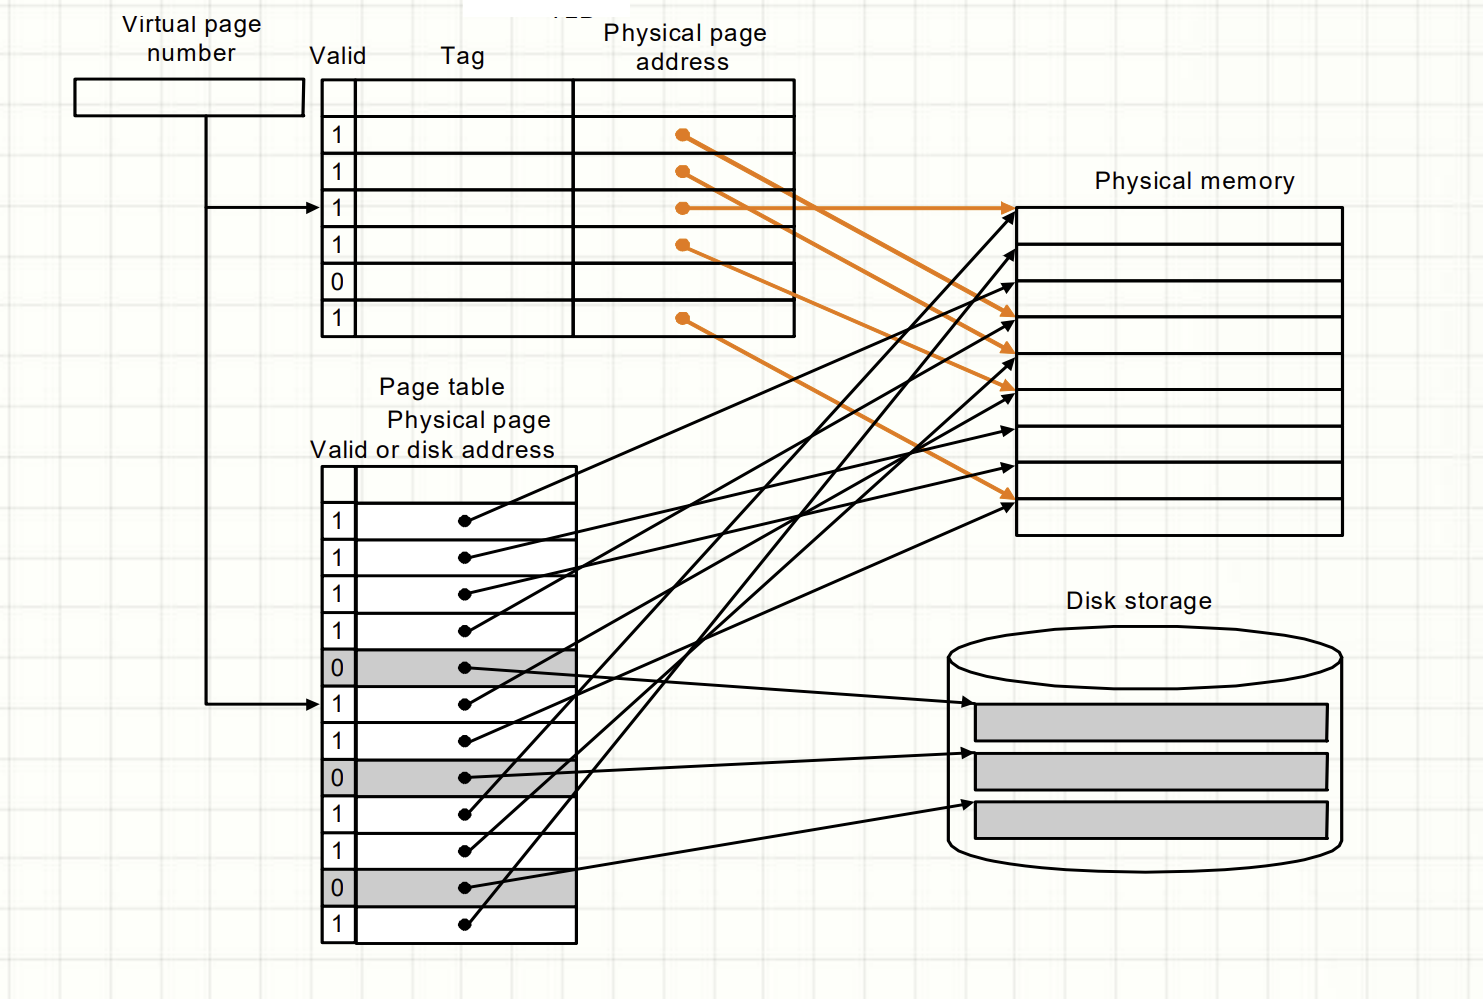 Virtual page
number
Valid
Tag
Physical page
address
1
1
1
1
0
1
Physical memory
Page table
Physical page
Valid or disk address
1
1
1
1
0
1
1
0
1
1
0
1
Disk storage